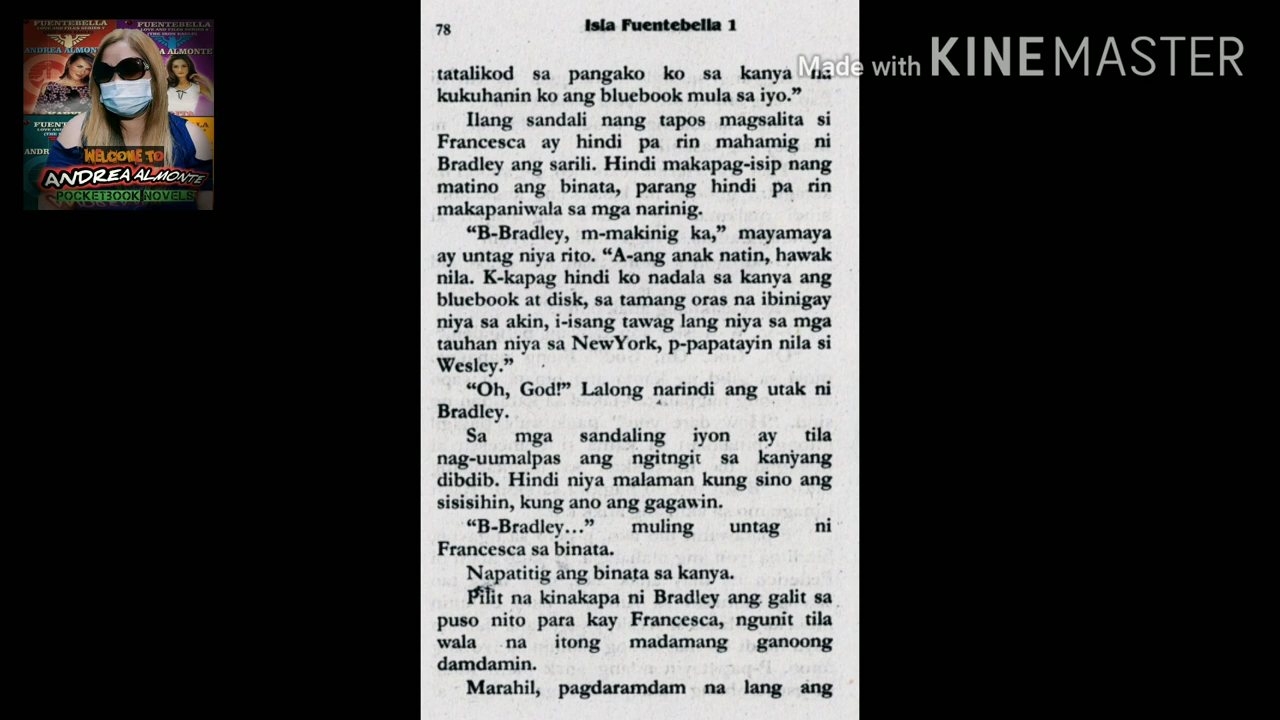 78
Isla Fuentebella 1
Made with KINEMASTER
tatalikod sa pangako ko sa kanya na
kukuhanin ko ang bluebook mula sa iyo.”
Ilang sandali nang tapos magsalita si
Francesca ay hindi pa rin mahamig ni
Bradley ang sarili. Hindi makapag-isip nang
matino ang binata, parang hindi pa rin
makapaniwala sa mga narinig.
“B-Bradley, m-makinig ka,” mayamaya
ay untag niya rito. “A-ang anak natin, hawak
nila. K-kapag hindi ko nadala sa kanya ang
bluebook at disk, sa tamang oras na ibinigay
niya sa akin, i-isang tawag lang niya sa mga
tauhan niya sa NewYork, p-papatayin nila si
Wesley.”
“Oh, God!” Lalong narindi ang utak ni
Bradley.
Sa mga sandaling iyon ay tila
nag-uumalpas ang ngitngit sa kanyang
dibdib. Hindi niya malaman kung sino ang
sisisihin, kung ano ang gagawin.
“B-Bradley...” muling untag ni
Francesca sa binata.
Napatitig ang binata sa kanya.
Pilit na kinakapa ni Bradley ang galit sa
puso nito para kay Francesca, ngunit tila
wala na itong madamang ganoong
damdamin.
Marahil, pagdaramdam na lang ang
FUENTEBELLA
FUENTEBELLA
ANDREA ALMONTE
ALMONTE
FUENT
ANDR
WELCOME TO
ANDREA ALMONTE
POCKETBOOK NOVELS